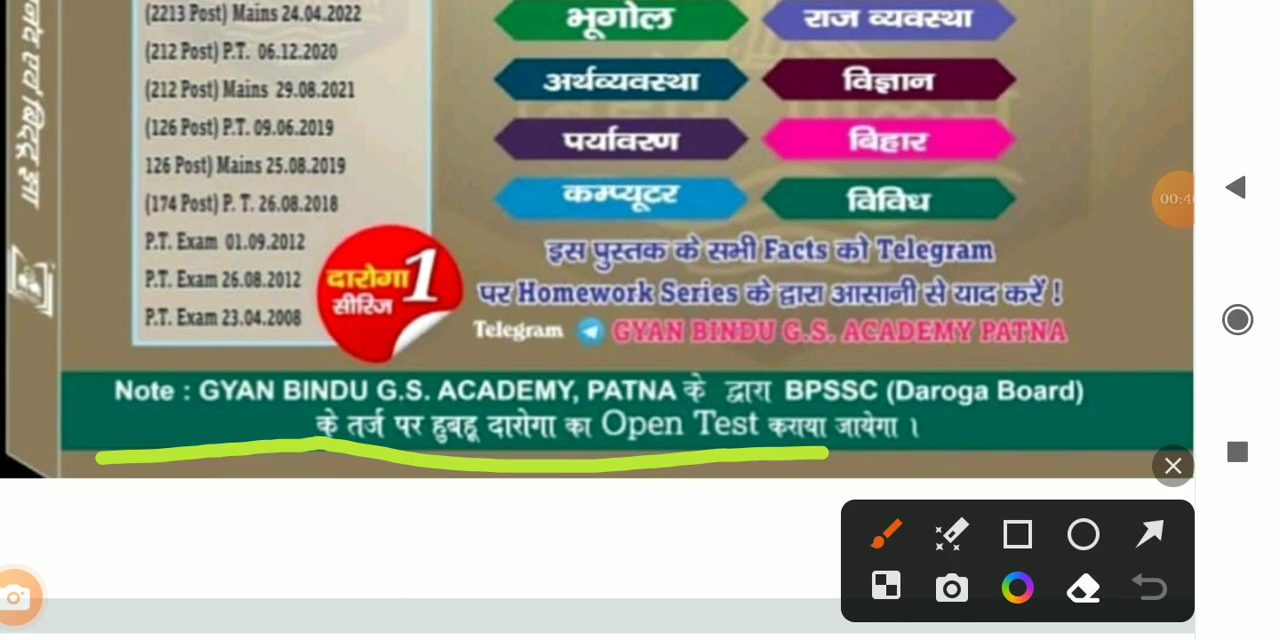 (2213 Post) Mains 24.04.2022
(212 Post) P.T. 06.12.2020
(212 Post) Mains 29.08.2021
(126 Post) P.T. 09.06.2019
126 Post) Mains 25.08.2019
(174 Post) P. T. 26.08.2018
P.T. Exam 01.09.2012
P.T. Exam 26.08.2012
P.T. Exam 23.04.2008
दारोगा
सीरिज
1
भूगोल
राज व्यवस्था
अर्थव्यवस्था
विज्ञान
पर्यावरण
बिहार
कम्प्यूटर
विविध
इस पुस्तक के सभी Facts को Telegram
पर Homework Series के द्वारा आसानी से याद करें !
Telegram GYAN BINDU G.S. ACADEMY PATNA
Note : GYAN BINDU G.S. ACADEMY, PATNA के द्वारा BPSSC (Daroga Board)
के तर्ज पर हुबहू दारोगा का Open Test कराया जायेगा ।